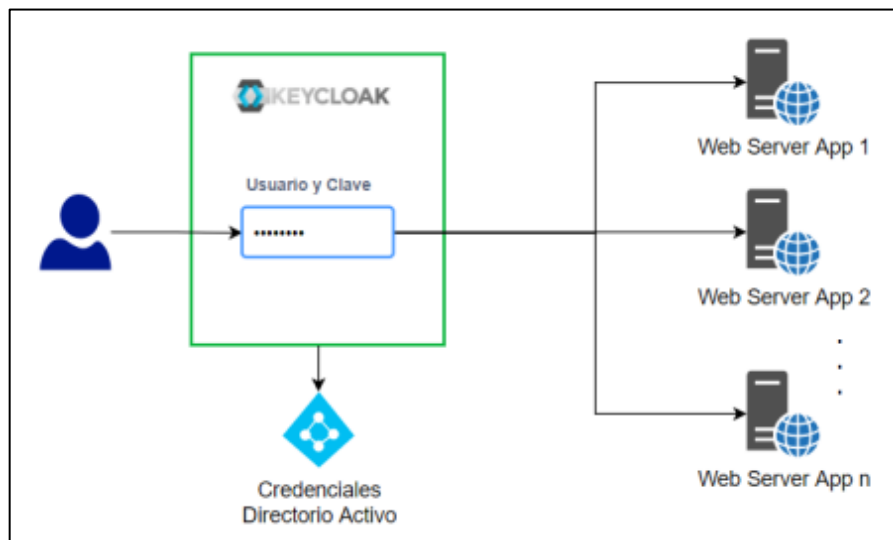 KEYCLOAK
Usuario y Clave
Web Server App 1
Web Server App 2
Web Server App n
Credenciales
Directorio Activo